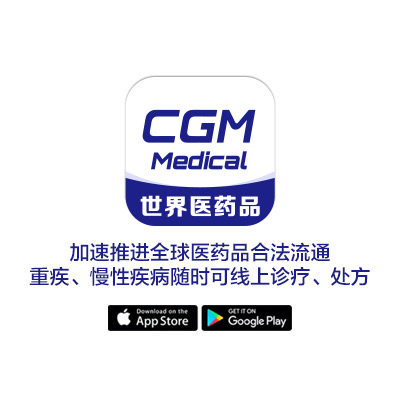 CGM
Medical
世界医药品
加速推进全球医药品合法流通
重疾、慢性疾病随时可线上诊疗、处方
Download on the
App Store
GET IT ON
Google Play